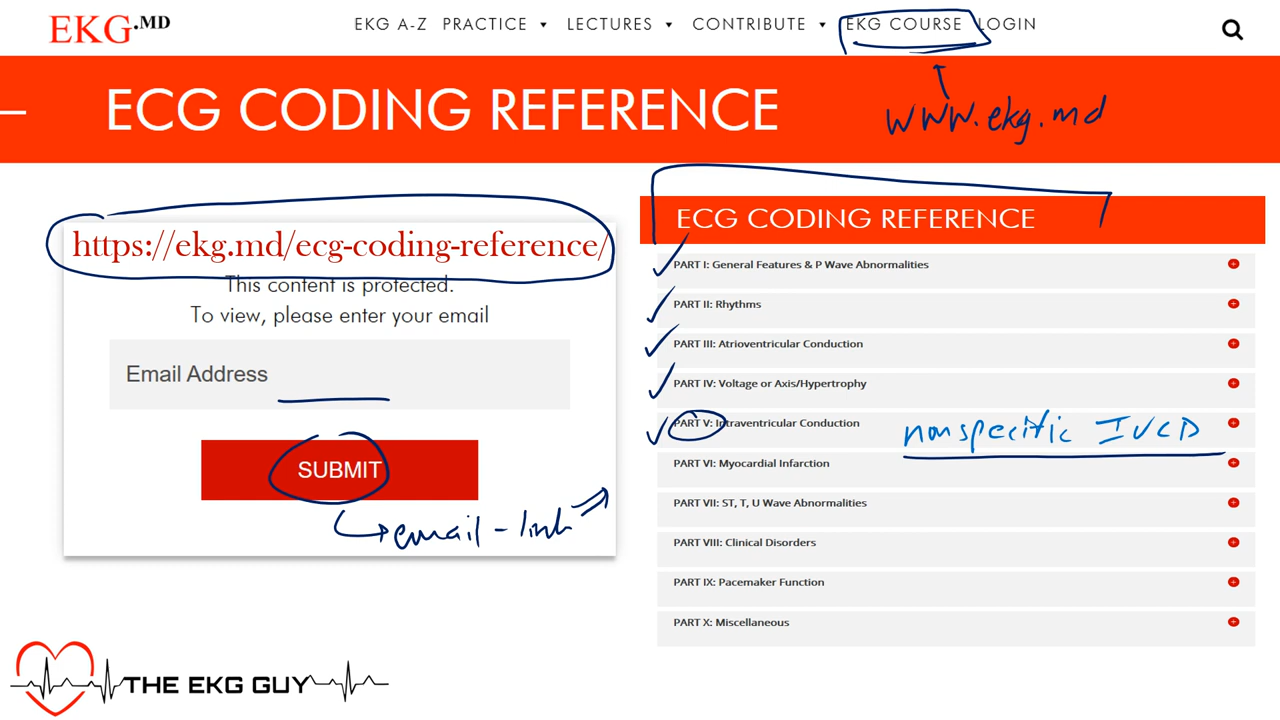 EKG.MD
EKG A-Z PRACTICE LECTURES CONTRIBUTE EKG COURSE LOGIN
ECG CODING REFERENCE
www.ekg.md
https://ekg.md/ecg-coding-reference/
This content is protected.
To view, please enter your email
Email Address
SUBMIT
email - link
ECG CODING REFERENCE
PART I: General Features & P Wave Abnormalities
PART II: Rhythms
PART III: Atrioventricular Conduction
PART IV: Voltage or Axis/Hypertrophy
PART V: Intraventricular Conduction nonspecific IVCD
PART VI: Myocardial Infarction
PART VII: ST, T, U Wave Abnormalities
PART VIII: Clinical Disorders
PART IX: Pacemaker Function
PART X: Miscellaneous
THE EKG GUY